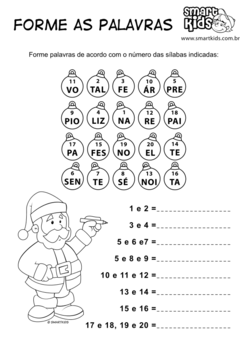 FORME AS PALAVRAS
smart Kids
www.smartkids.com.br
Forme palavras de acordo com o número das sílabas indicadas:
11 VO 2 TAL 3 FE 10 ÁR 5 PRE
9 PIO 4 LIZ 1 NA 12 RE 18 PAI
17 PA 15 FES 19 NO 20 EL 14 TE
6 SEN 7 TE 8 SÉ 13 NOI 16 TA
1 e 2 =
3 e 4 =
5 e 6 e7 =
5 e 8 e 9 =
10 e 11 e 12 =
13 e 14 =
15 e 16 =
17 e 18, 19 e 20 =
© SMARTKIDS